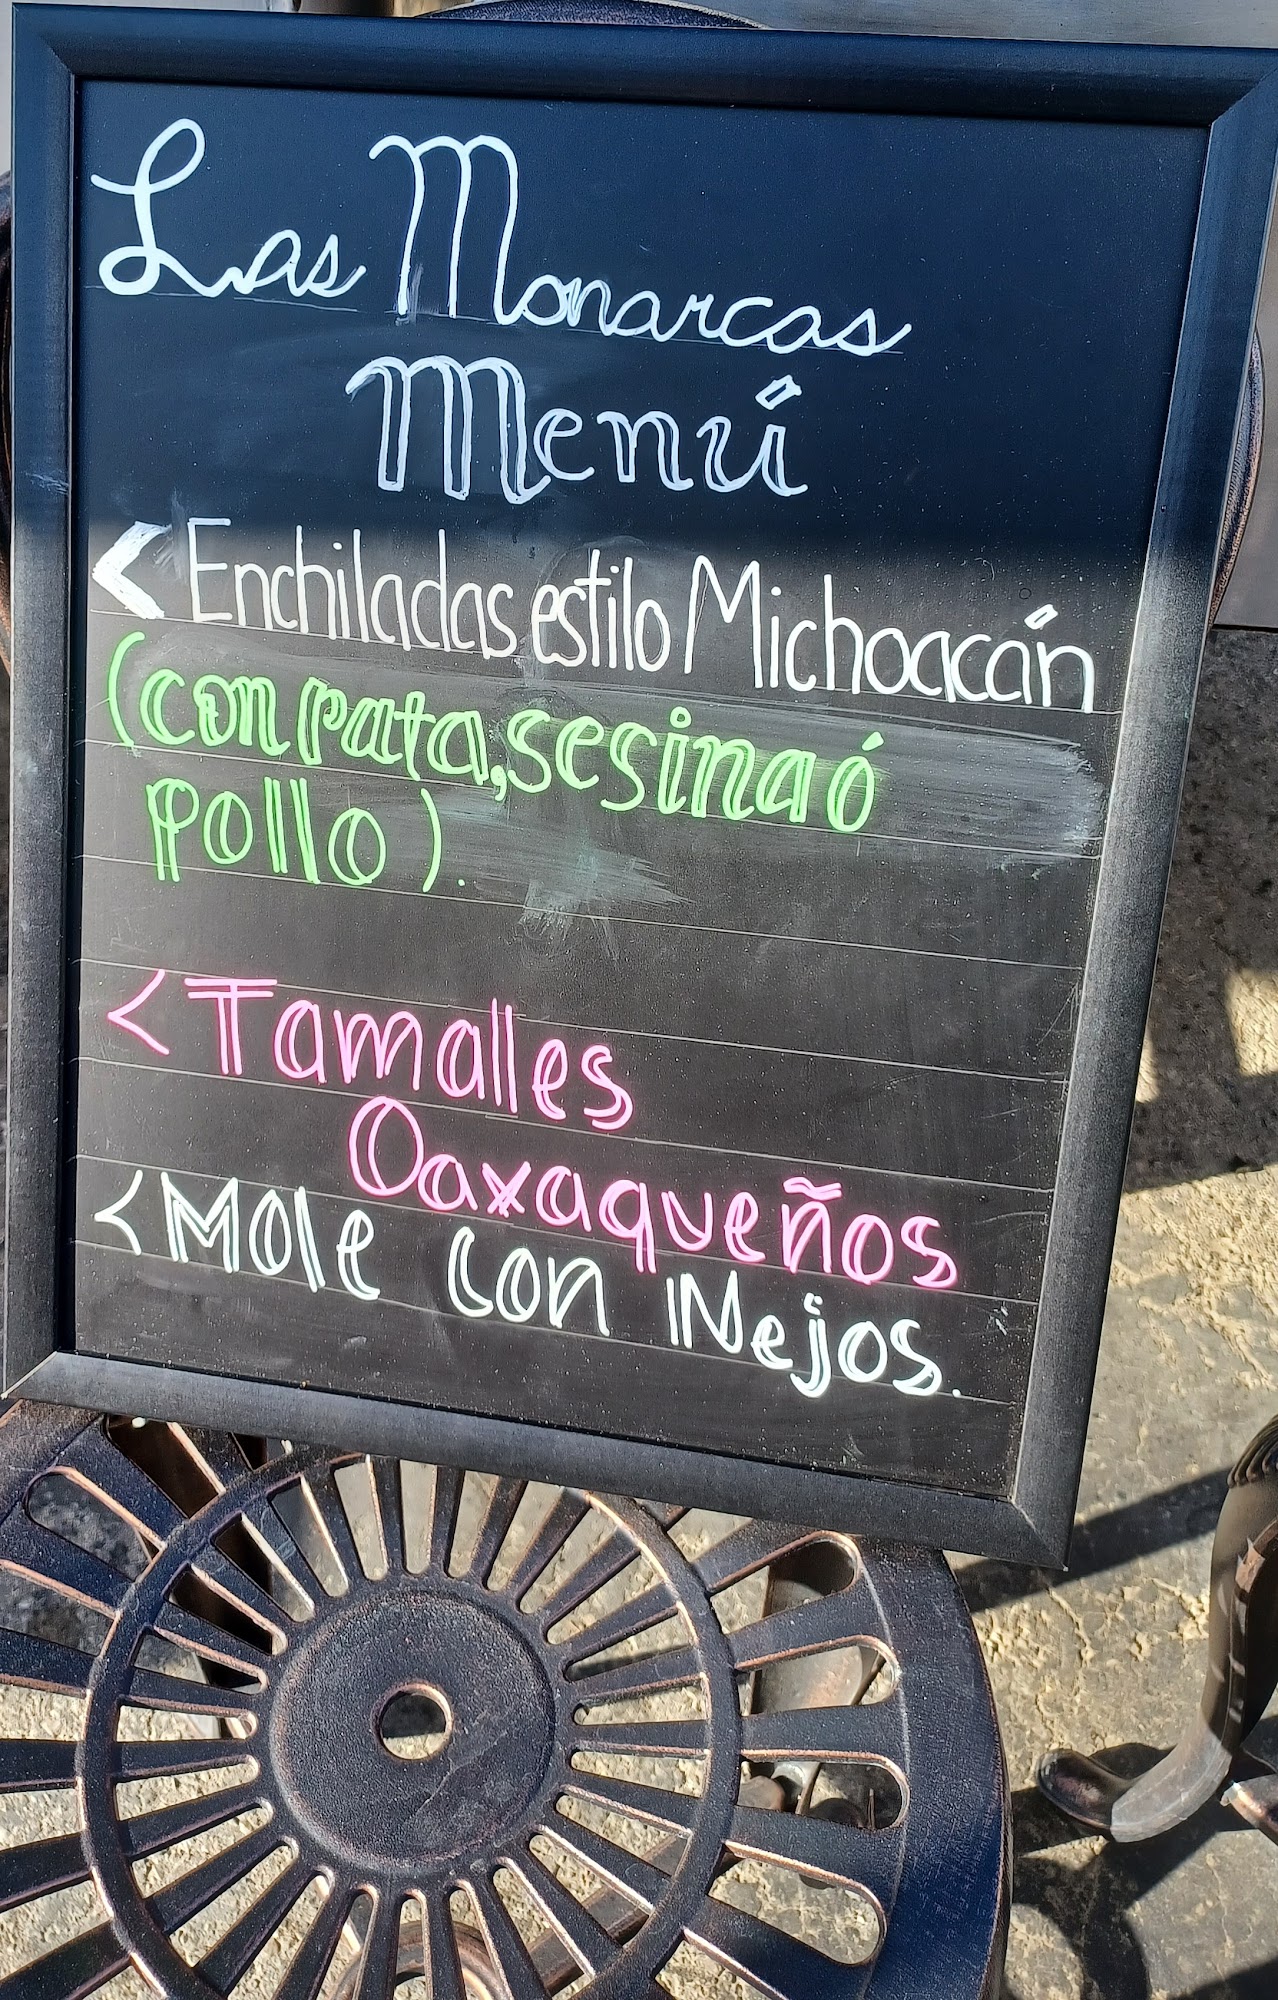 Las Monarcas
Menú
< Enchiladas estilo Michoacán
(con pata, sesina ó
pollo).
< Tamalles
Oaxaqueños
< Mole con Nejos.